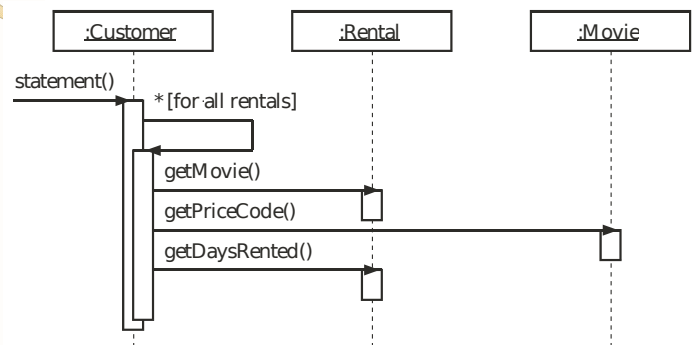 :Customer
:Rental
:Movie
statement()
* [for all rentals]
getMovie()
getPriceCode()
getDaysRented()